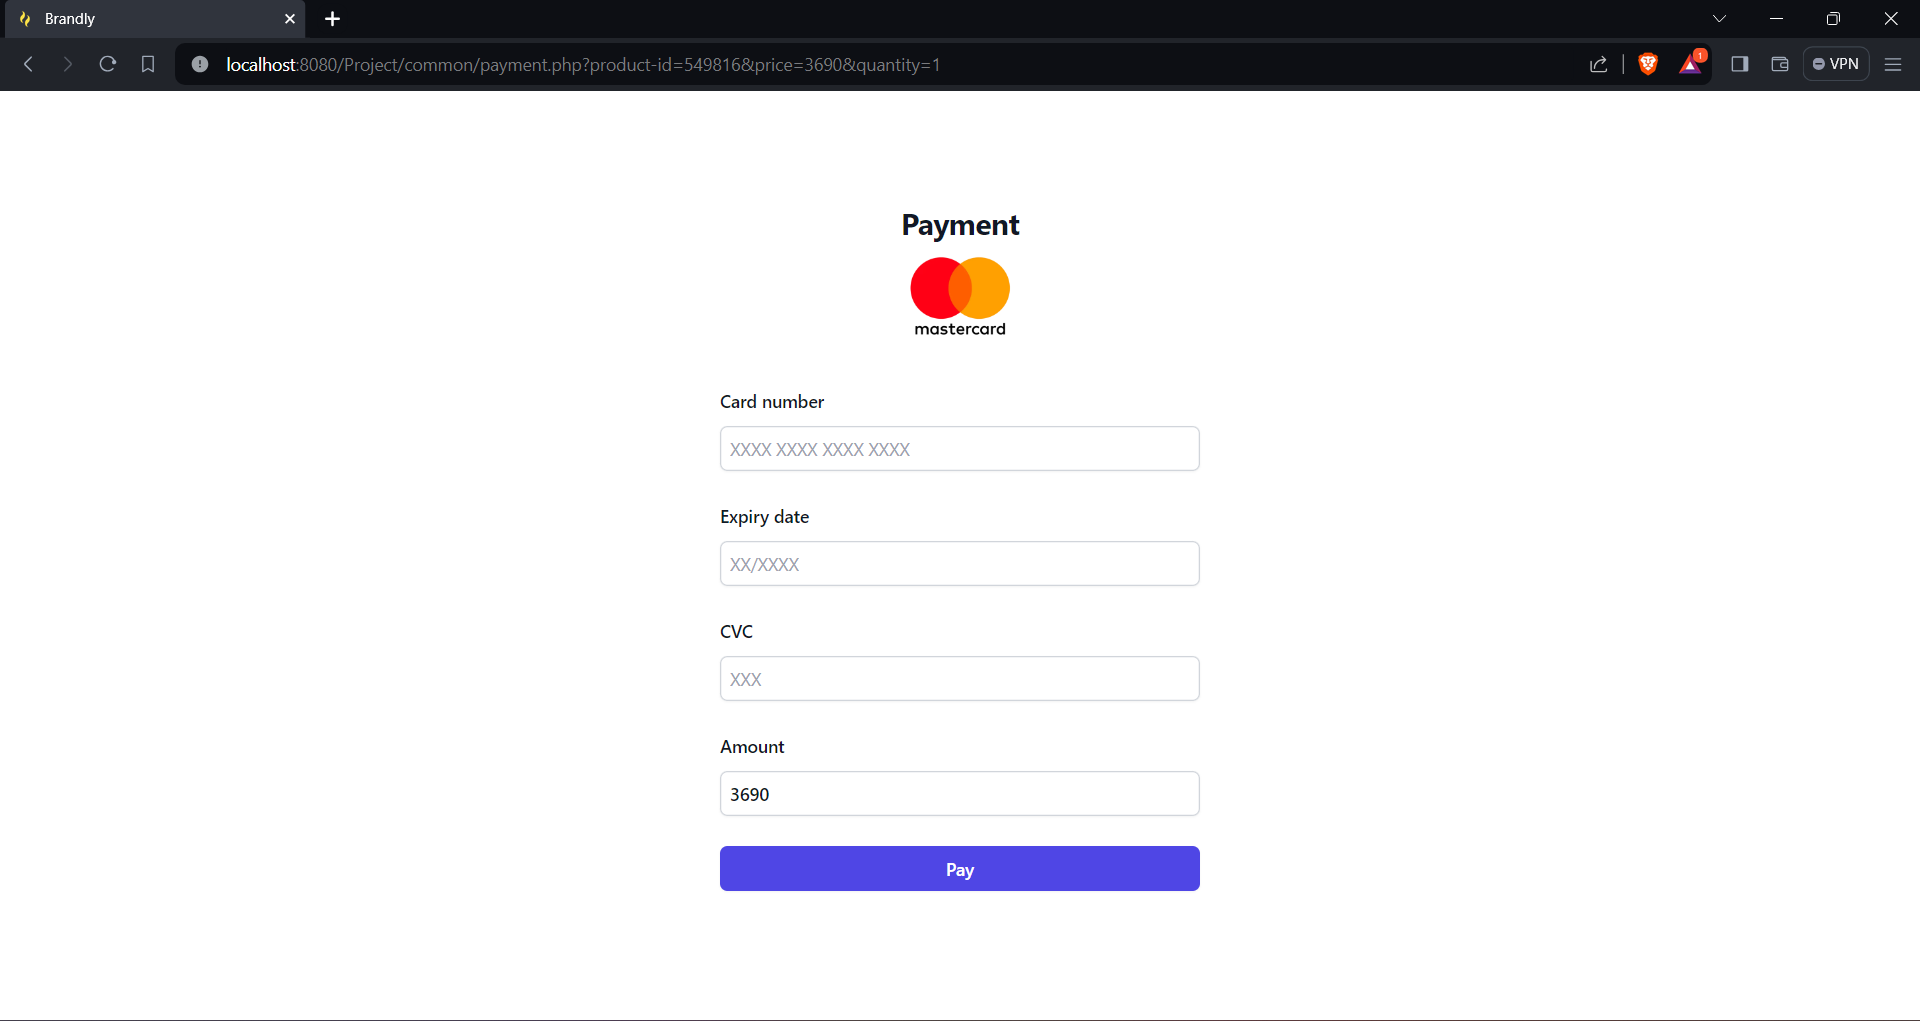 Brandly
localhost:8080/Project/common/payment.php?product-id=549816&price=3690&quantity=1
1
VPN
Payment
mastercard
Card number
XXXX XXXX XXXX XXXX
Expiry date
XX/XXXX
CVC
XXX
Amount
3690
Pay